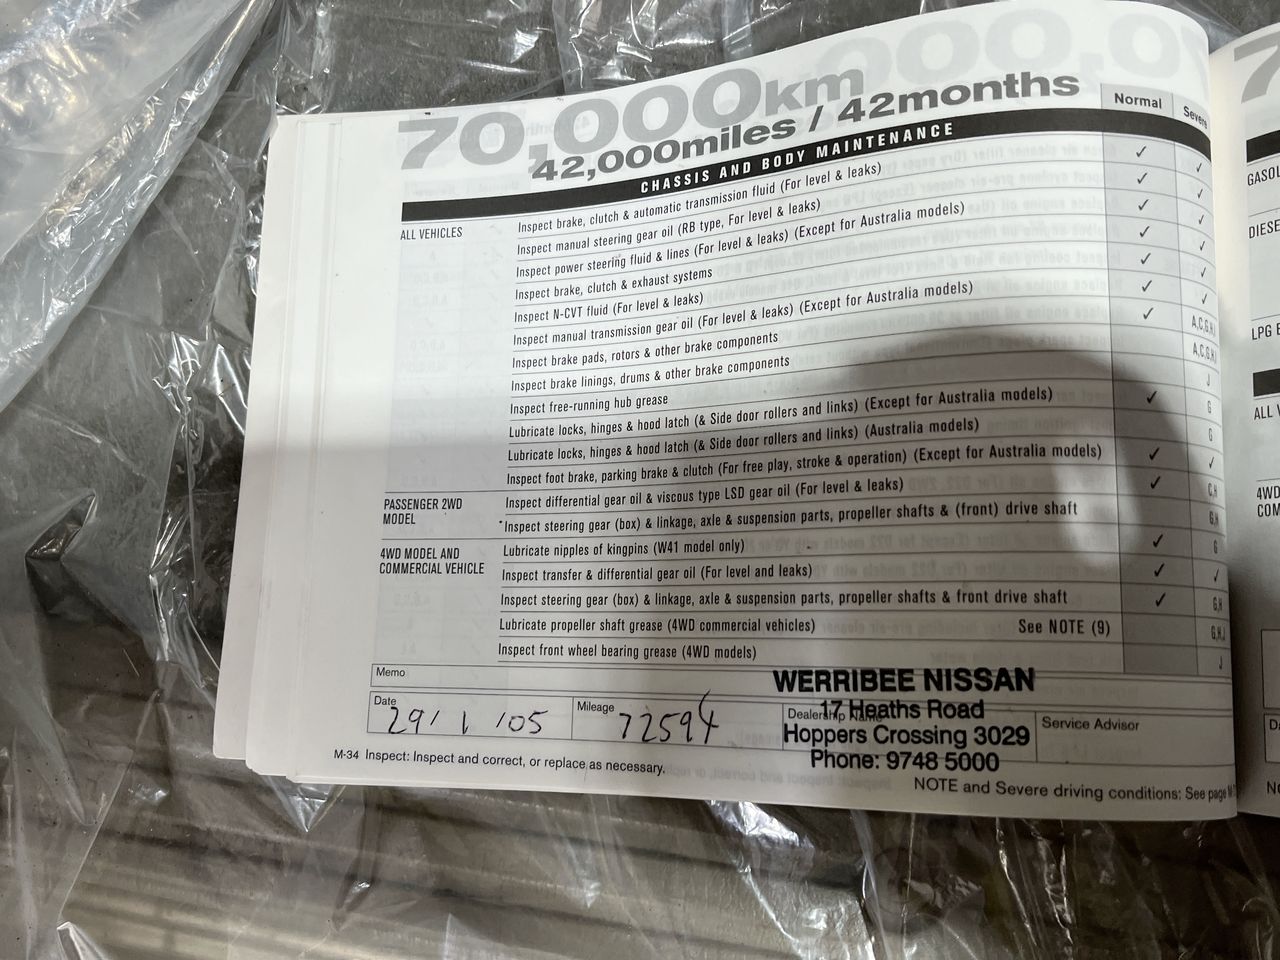 70,000km
42,000miles / 42months
Normal Severe
CHASSIS AND BODY MAINTENANCE
ALL VEHICLES
Inspect brake, clutch & automatic transmission fluid (For level & leaks) ✓ ✓
Inspect manual steering gear oil (RB type, For level & leaks) ✓ ✓
Inspect power steering fluid & lines (For level & leaks) (Except for Australia models) ✓ ✓
Inspect brake, clutch & exhaust systems ✓ ✓
Inspect N-CVT fluid (For level & leaks) ✓ ✓
Inspect manual transmission gear oil (For level & leaks) (Except for Australia models) ✓ ✓
Inspect brake pads, rotors & other brake components ✓ A,C,G,H,I
Inspect brake linings, drums & other brake components A,C,G,H,I
Inspect free-running hub grease J
Lubricate locks, hinges & hood latch (& Side door rollers and links) (Except for Australia models) ✓ G
Lubricate locks, hinges & hood latch (& Side door rollers and links) (Australia models) G
Inspect foot brake, parking brake & clutch (For free play, stroke & operation) (Except for Australia models) ✓ ✓
PASSENGER 2WD
MODEL
Inspect differential gear oil & viscous type LSD gear oil (For level & leaks) ✓ C,H
Inspect steering gear (box) & linkage, axle & suspension parts, propeller shafts & (front) drive shaft G,H
4WD MODEL AND
COMMERCIAL VEHICLE
Lubricate nipples of kingpins (W41 model only) ✓ G
Inspect transfer & differential gear oil (For level and leaks) ✓ ✓
Inspect steering gear (box) & linkage, axle & suspension parts, propeller shafts & front drive shaft ✓ G,H
Lubricate propeller shaft grease (4WD commercial vehicles) See NOTE (9) G,H,J
Inspect front wheel bearing grease (4WD models) J
Memo
WERRIBEE NISSAN
17 Heaths Road
Hoppers Crossing 3029
Phone: 9748 5000
Date
29/1/05
Mileage
72594
Dealership Name
Service Advisor
M-34 Inspect: Inspect and correct, or replace as necessary.
NOTE and Severe driving conditions: See page M
GASOL
DIESE
LPG E
ALL V
4WD
COM